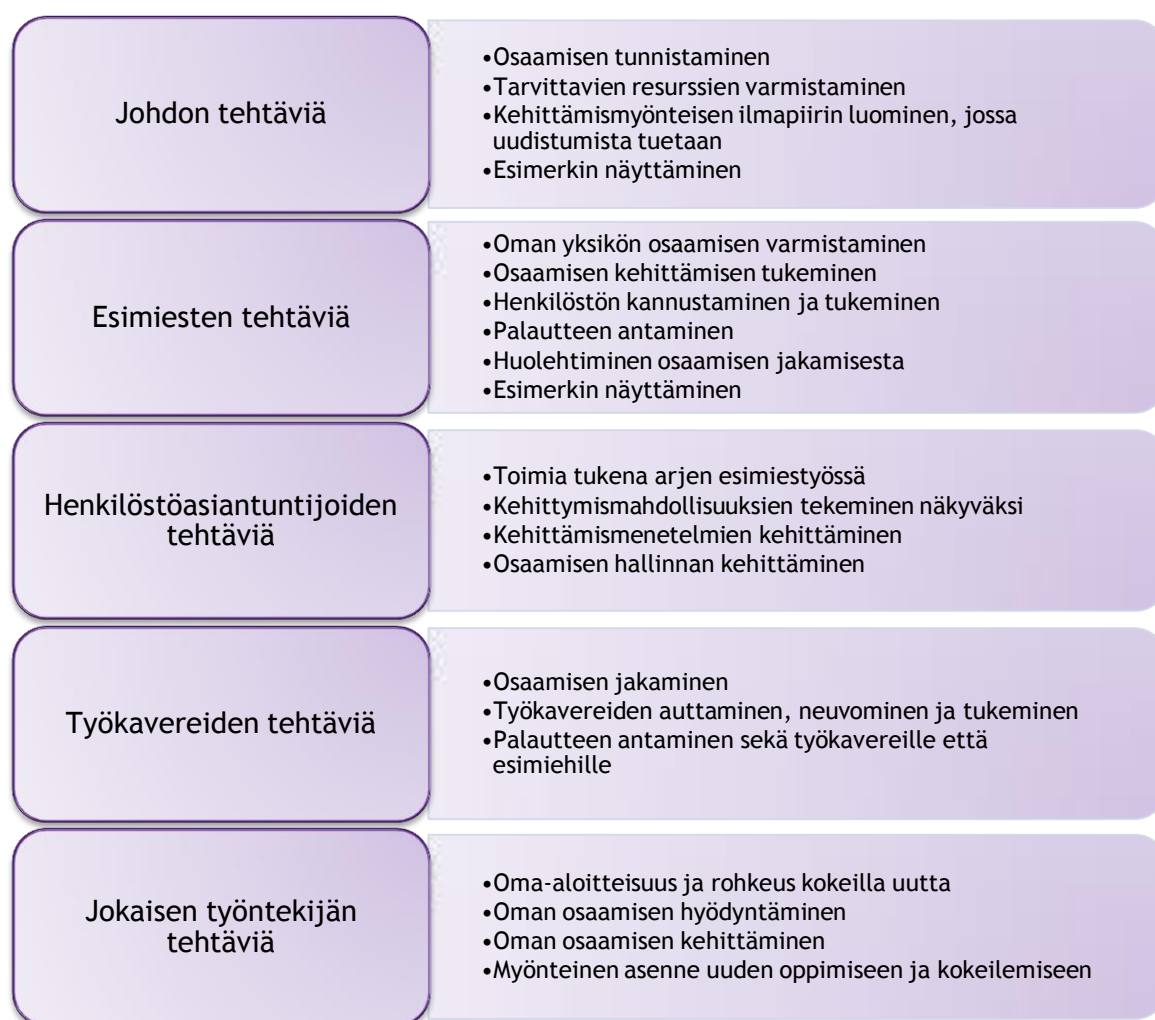 Johdon tehtäviä
•Osaamisen tunnistaminen
•Tarvittavien resurssien varmistaminen
•Kehittämismyönteisen ilmapiirin luominen, jossa
uudistumista tuetaan
•Esimerkin näyttäminen
Esimiesten tehtäviä
•Oman yksikön osaamisen varmistaminen
•Osaamisen kehittämisen tukeminen
•Henkilöstön kannustaminen ja tukeminen
•Palautteen antaminen
•Huolehtiminen osaamisen jakamisesta
•Esimerkin näyttäminen
Henkilöstöasiantuntijoiden
tehtäviä
•Toimia tukena arjen esimiestyössä
•Kehittymismahdollisuuksien tekeminen näkyväksi
•Kehittämismenetelmien kehittäminen
•Osaamisen hallinnan kehittäminen
Työkavereiden tehtäviä
•Osaamisen jakaminen
•Työkavereiden auttaminen, neuvominen ja tukeminen
•Palautteen antaminen sekä työkavereille että
esimiehille
Jokaisen työntekijän
tehtäviä
•Oma-aloitteisuus ja rohkeus kokeilla uutta
•Oman osaamisen hyödyntäminen
•Oman osaamisen kehittäminen
•Myönteinen asenne uuden oppimiseen ja kokeilemiseen